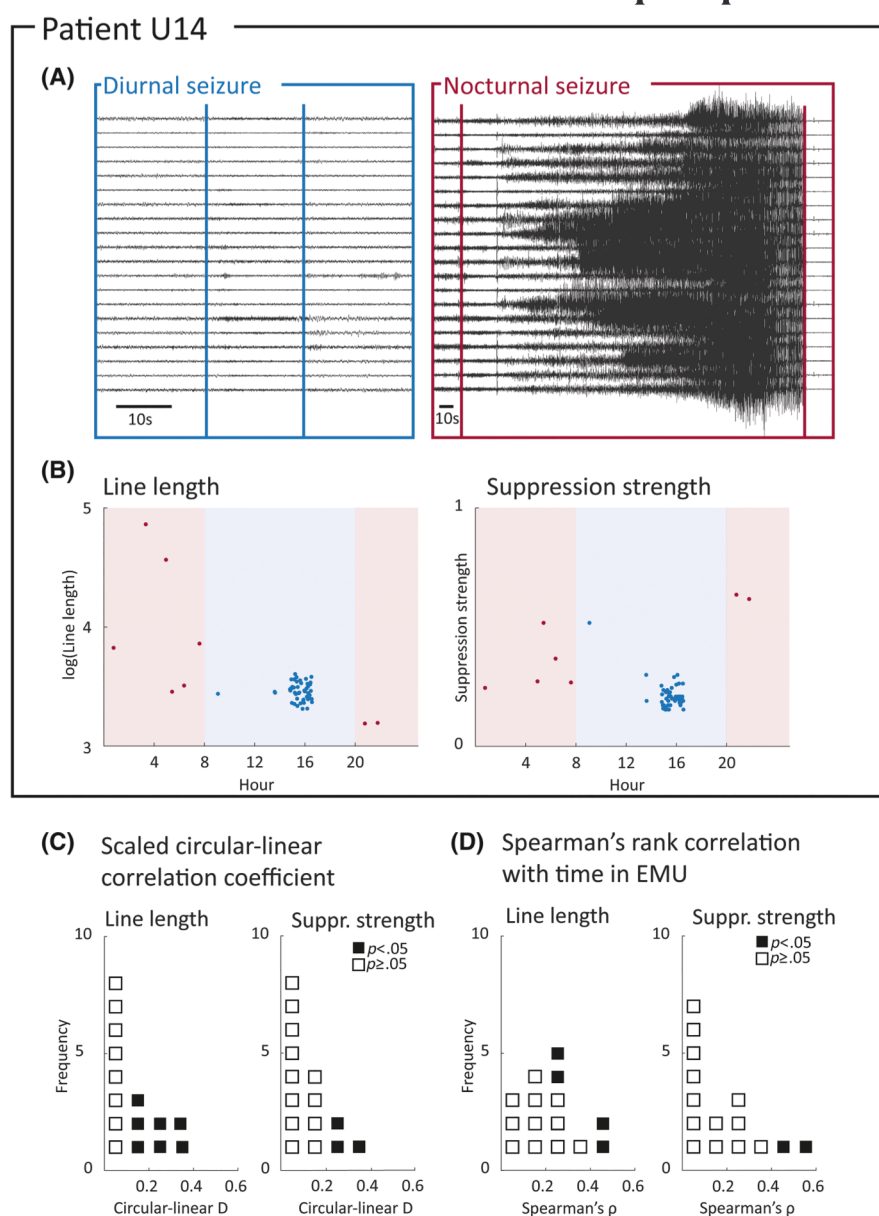 Patient U14
(A)
Diurnal seizure
Nocturnal seizure
10s
10s
(B)
Line length
Suppression strength
5
4
3
log(Line length)
4
8
12
16
20
Hour
1
0
Suppression strength
4
8
12
16
20
Hour
(C) Scaled circular-linear
correlation coefficient
Line length
Suppr. strength
10
5
0
Frequency
0.2
0.4
0.6
Circular-linear D
10
5
0
p<.05
p≥.05
0.2
0.4
0.6
Circular-linear D
(D) Spearman's rank correlation
with time in EMU
Line length
Suppr. strength
10
5
0
Frequency
0.2
0.4
0.6
Spearman's ρ
10
5
0
p<.05
p≥.05
0.2
0.4
0.6
Spearman's ρ